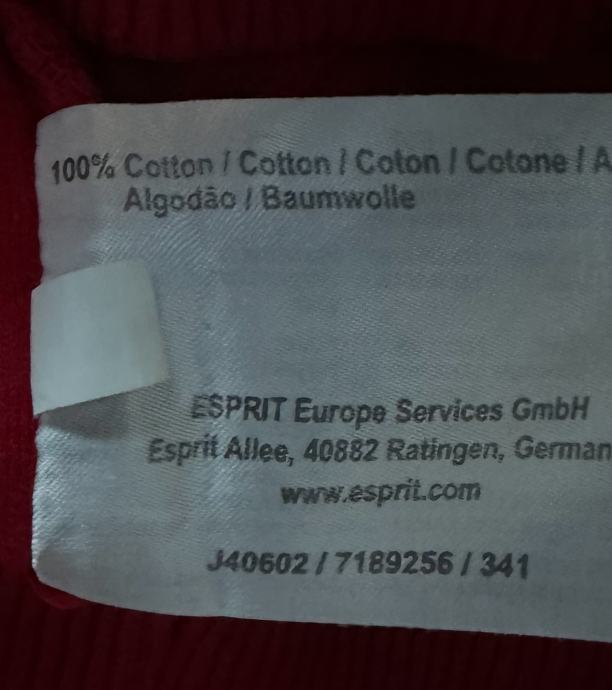 100% Cotton / Cotton / Coton / Cotone / A
Algodão / Baumwolle
ESPRIT Europe Services GmbH
Esprit Allee, 40882 Ratingen, German
www.esprit.com
J40602 / 7189256 / 341